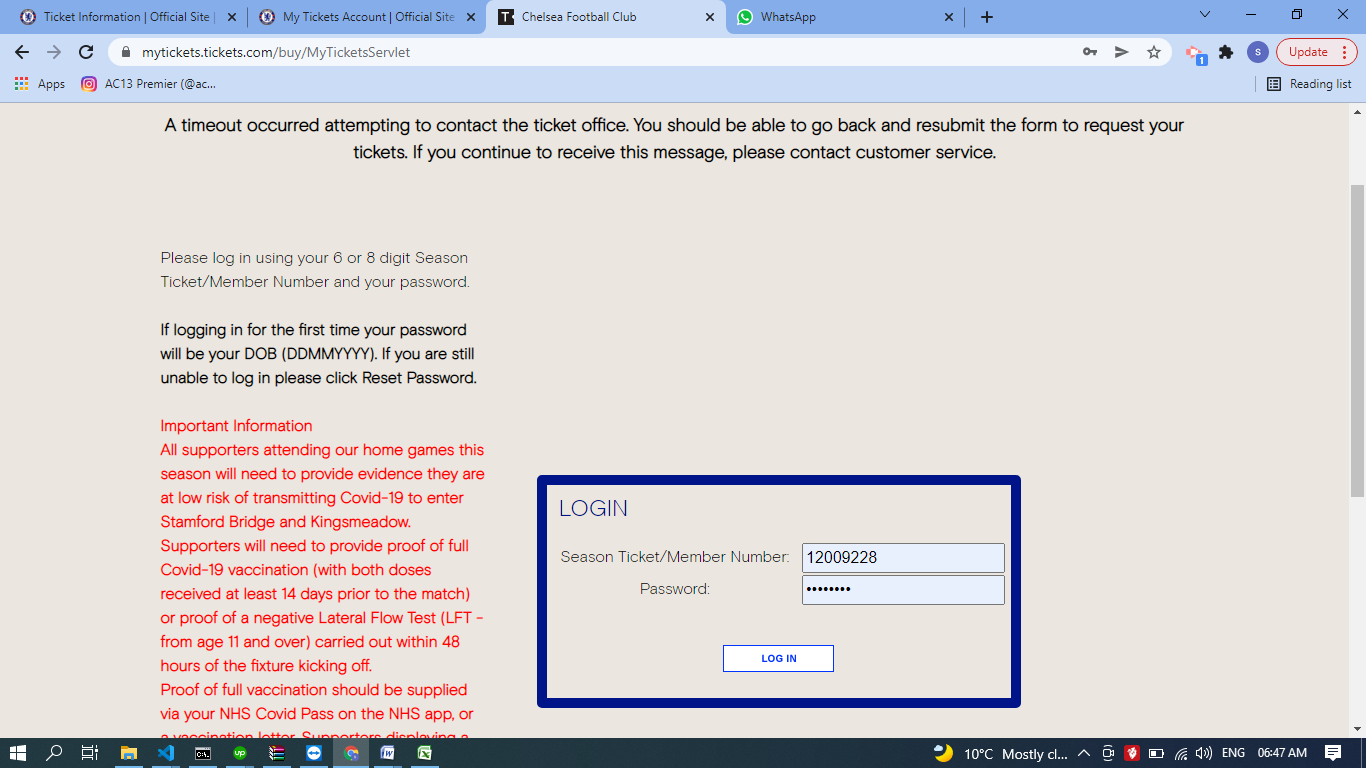 Ticket Information | Official Site |
My Tickets Account | Official Site
Chelsea Football Club
WhatsApp
mytickets.tickets.com/buy/MyTicketsServlet
1
S
Update
Apps
AC13 Premier (@ac...
Reading list
A timeout occurred attempting to contact the ticket office. You should be able to go back and resubmit the form to request your
tickets. If you continue to receive this message, please contact customer service.
Please log in using your 6 or 8 digit Season
Ticket/Member Number and your password.
If logging in for the first time your password
will be your DOB (DDMMYYYY). If you are still
unable to log in please click Reset Password.
Important Information
All supporters attending our home games this
season will need to provide evidence they are
at low risk of transmitting Covid-19 to enter
Stamford Bridge and Kingsmeadow.
Supporters will need to provide proof of full
Covid-19 vaccination (with both doses
received at least 14 days prior to the match)
or proof of a negative Lateral Flow Test (LFT -
from age 11 and over) carried out within 48
hours of the fixture kicking off.
Proof of full vaccination should be supplied
via your NHS Covid Pass on the NHS app, or
a vaccination letter. Supporters displaying a
LOGIN
Season Ticket/Member Number:
12009228
Password:
••••••••
LOG IN
10°C Mostly cl...
ENG
06:47 AM